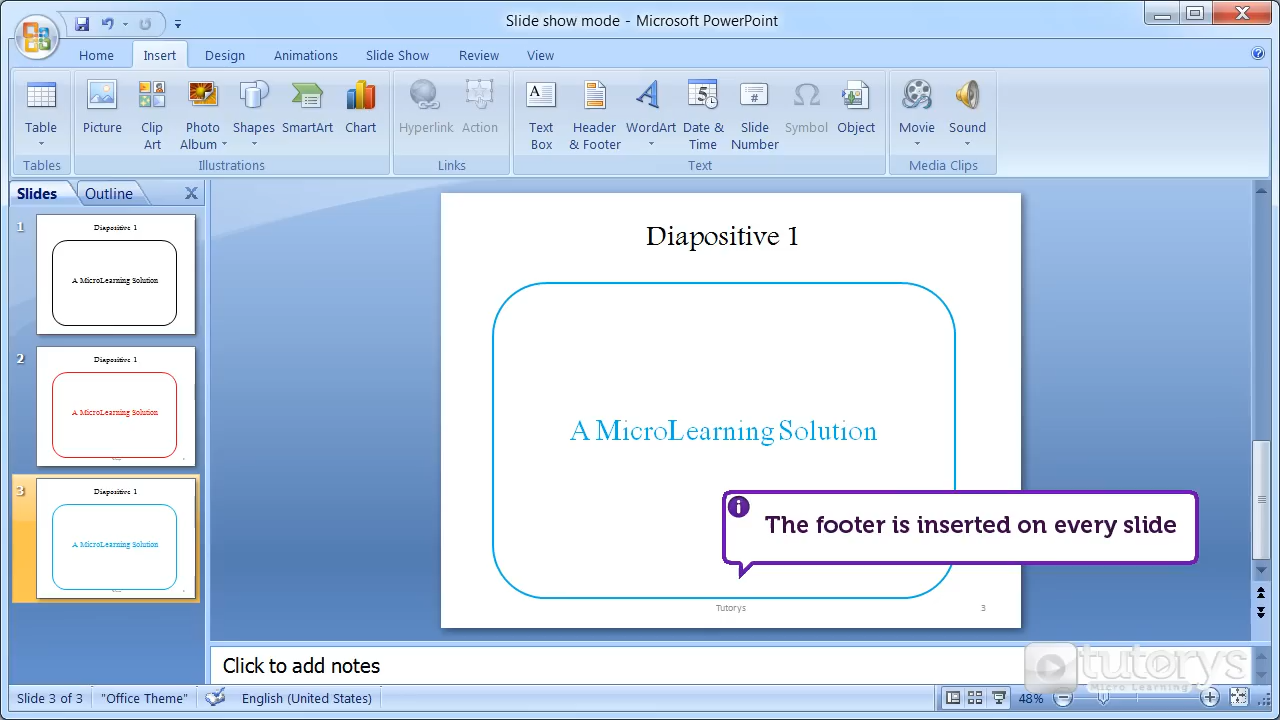 Slide show mode - Microsoft PowerPoint
Home Insert Design Animations Slide Show Review View
Table Picture Clip Art Photo Album Shapes SmartArt Chart Hyperlink Action Text Box Header & Footer WordArt Date & Time Slide Number Symbol Object Movie Sound
Tables Illustrations Links Text Media Clips
Slides Outline
1
Diapositive 1
A MicroLearning Solution
2
Diapositive 1
A MicroLearning Solution
3
Diapositive 1
A MicroLearning Solution
Diapositive 1
A MicroLearning Solution
The footer is inserted on every slide
Tutorys 3
Click to add notes
tutorys
Micro Learning
Slide 3 of 3 "Office Theme" English (United States) 48%